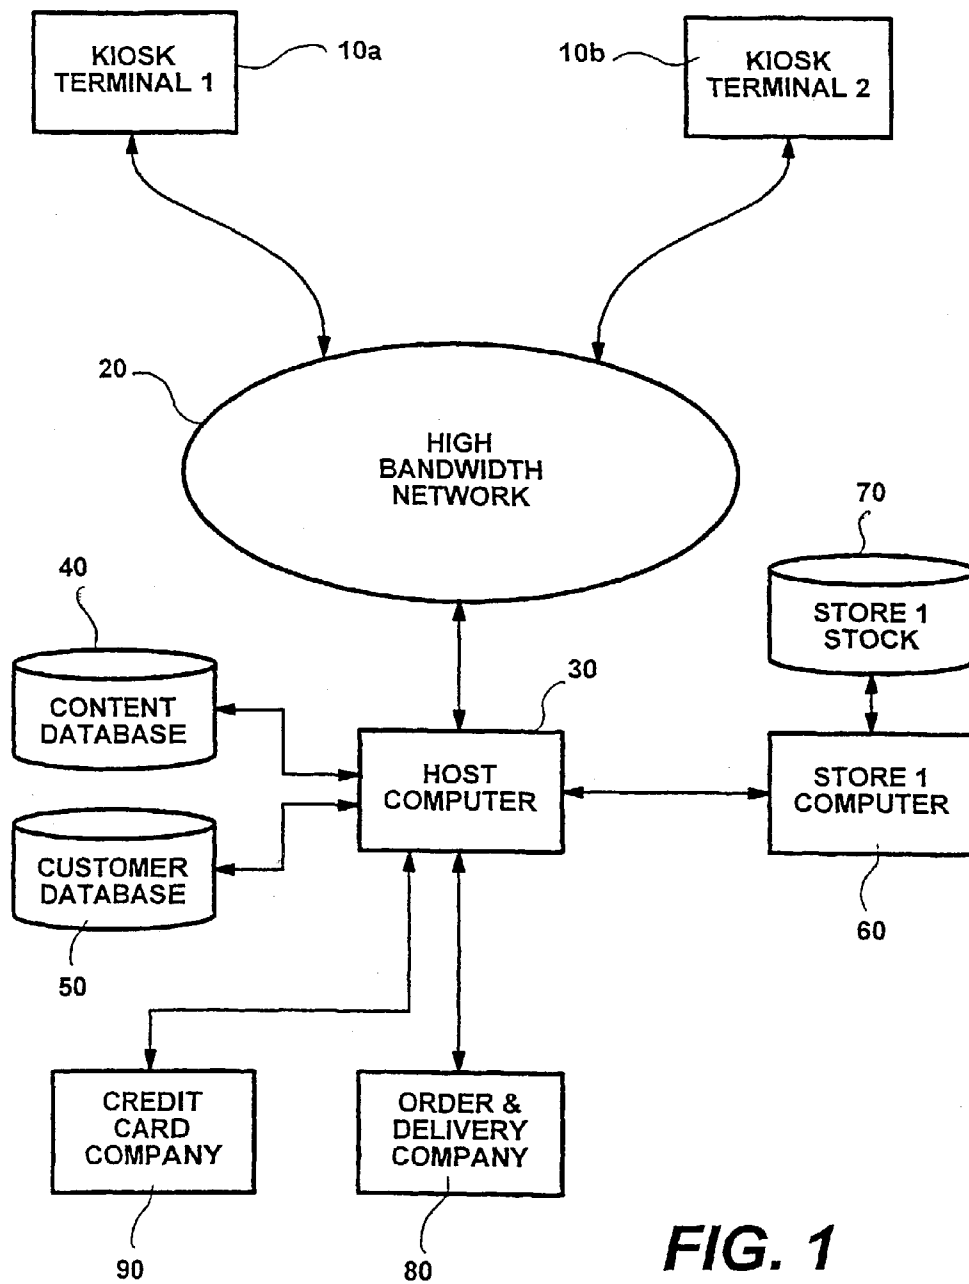 KIOSK
TERMINAL 1
10a
10b
KIOSK
TERMINAL 2
20
HIGH
BANDWIDTH
NETWORK
70
STORE 1
STOCK
40
CONTENT
DATABASE
30
HOST
COMPUTER
STORE 1
COMPUTER
60
CUSTOMER
DATABASE
50
CREDIT
CARD
COMPANY
90
ORDER &
DELIVERY
COMPANY
80
FIG. 1